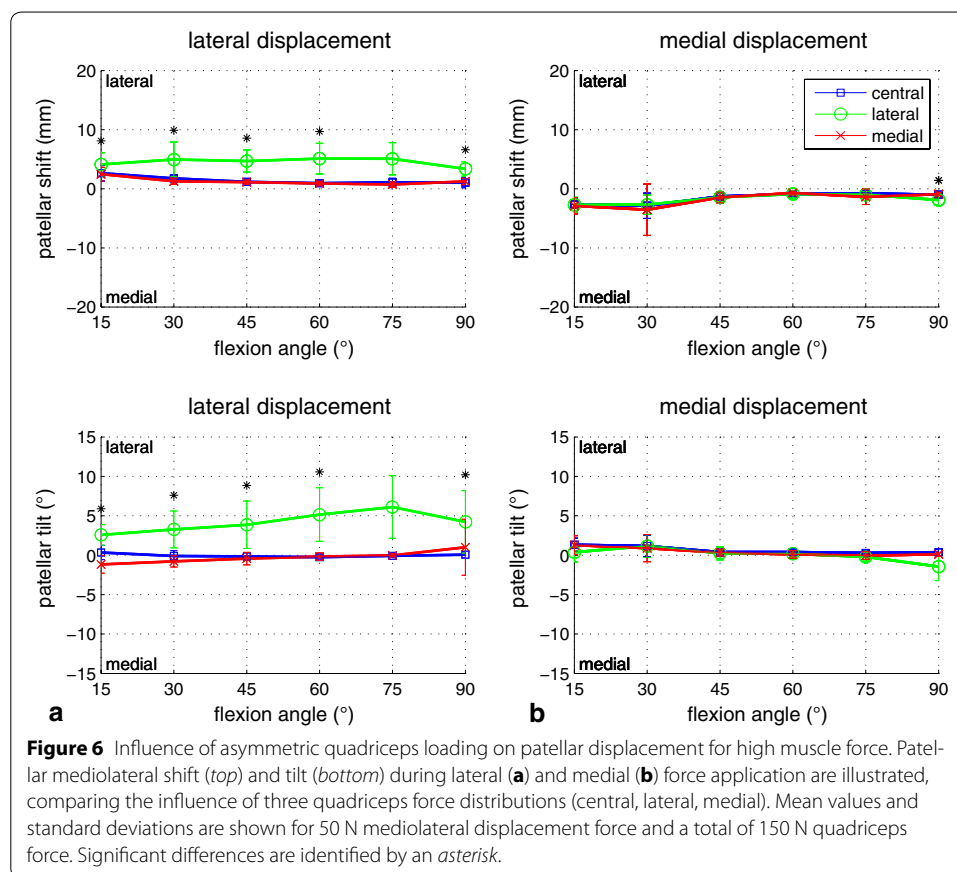 lateral displacement
lateral
20
10
0
−10
−20
patellar shift (mm)
medial
*
*
*
*
*
15
30
45
60
75
90
flexion angle (°)
medial displacement
lateral
central
lateral
medial
20
10
0
−10
−20
patellar shift (mm)
medial
*
15
30
45
60
75
90
flexion angle (°)
lateral displacement
lateral
15
10
5
0
−5
−10
−15
patellar tilt (°)
medial
*
*
*
*
*
15
30
45
60
75
90
flexion angle (°)
a
medial displacement
lateral
15
10
5
0
−5
−10
−15
patellar tilt (°)
medial
15
30
45
60
75
90
flexion angle (°)
b
Figure 6 Influence of asymmetric quadriceps loading on patellar displacement for high muscle force. Patel-
lar mediolateral shift (top) and tilt (bottom) during lateral (a) and medial (b) force application are illustrated,
comparing the influence of three quadriceps force distributions (central, lateral, medial). Mean values and
standard deviations are shown for 50 N mediolateral displacement force and a total of 150 N quadriceps
force. Significant differences are identified by an asterisk.